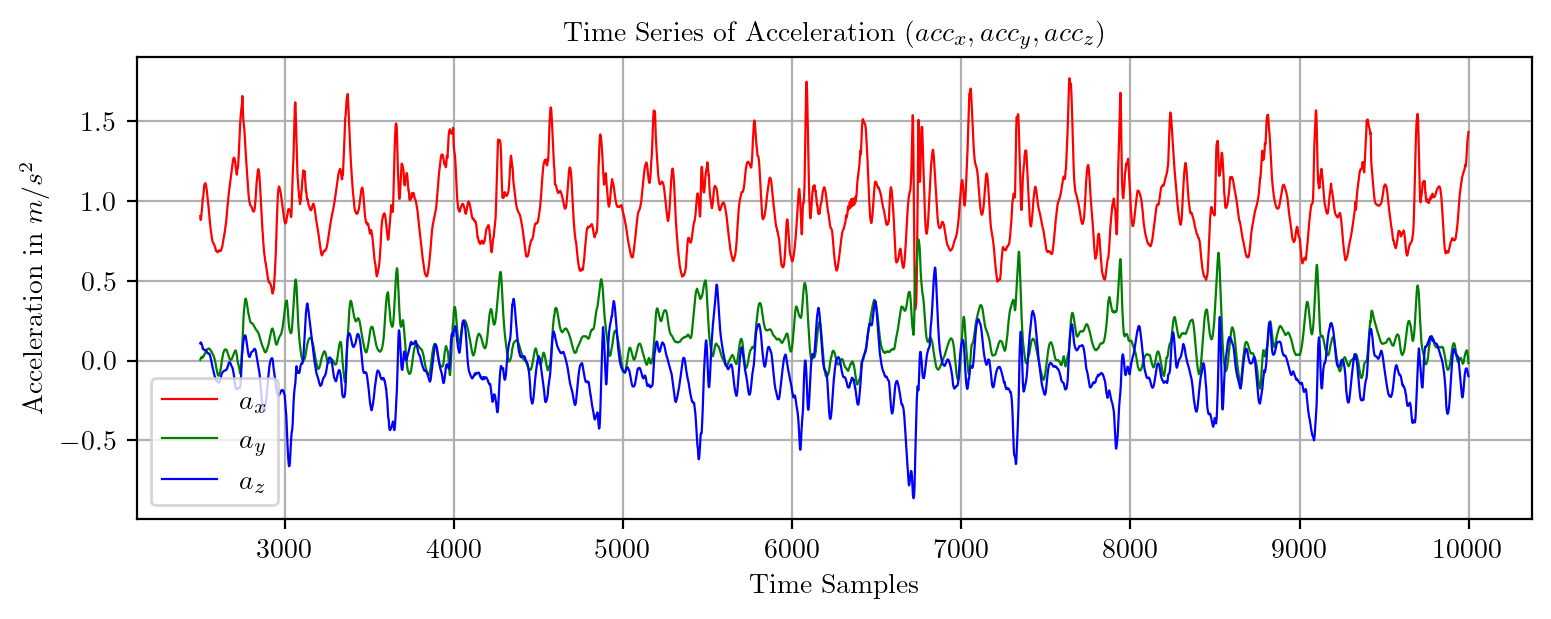 Time Series of Acceleration (acc_x, acc_y, acc_z)
Acceleration in m/s^2
1.5
1.0
0.5
0.0
−0.5
a_x
a_y
a_z
3000 4000 5000 6000 7000 8000 9000 10000
Time Samples